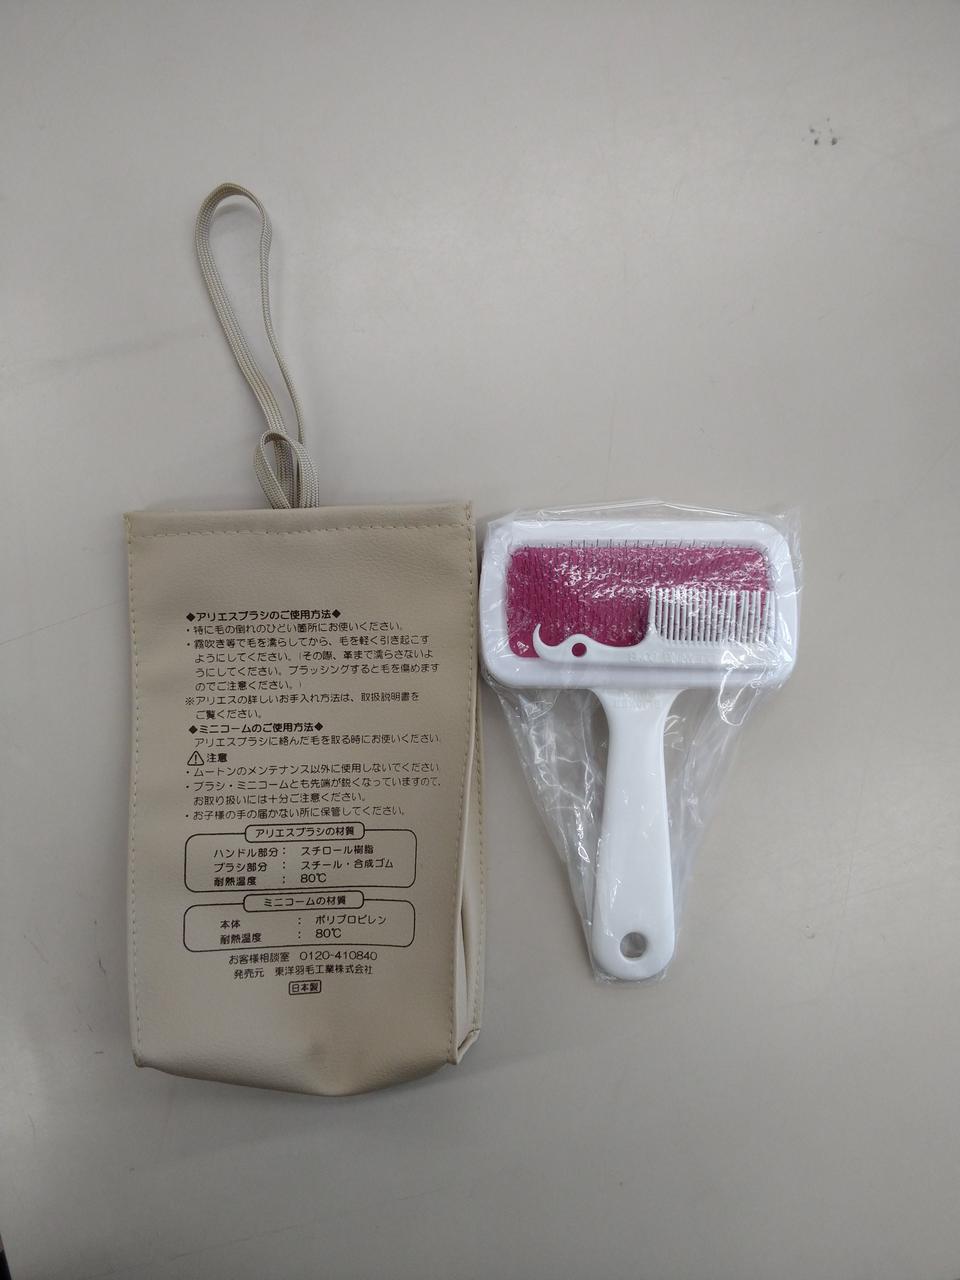 ◆アリエスブラシのご使用方法◆
・特に毛の倒れのひどい箇所にお使いください。
・霧吹き等で毛を濡らしてから、毛を軽く引き起こす
ようにしてください。(その際、革まで濡らさないよ
うにしてください。ブラッシングすると毛を傷めます
のでご注意ください。)
※アリエスの詳しいお手入れ方法は、取扱説明書を
ご覧ください。
◆ミニコームのご使用方法◆
アリエスブラシに絡んだ毛を取る時にお使いください。
注意
・ムートンのメンテナンス以外に使用しないでください。
・ブラシ・ミニコームとも先端が鋭くなっていますので、
お取り扱いには十分ご注意ください。
・お子様の手の届かない所に保管してください。
アリエスブラシの材質
ハンドル部分： スチロール樹脂
ブラシ部分 ： スチール・合成ゴム
耐熱温度 ： 80℃
ミニコームの材質
本体 ： ポリプロピレン
耐熱温度 ： 80℃
お客様相談室 0120-410840
発売元 東洋羽毛工業株式会社
日本製